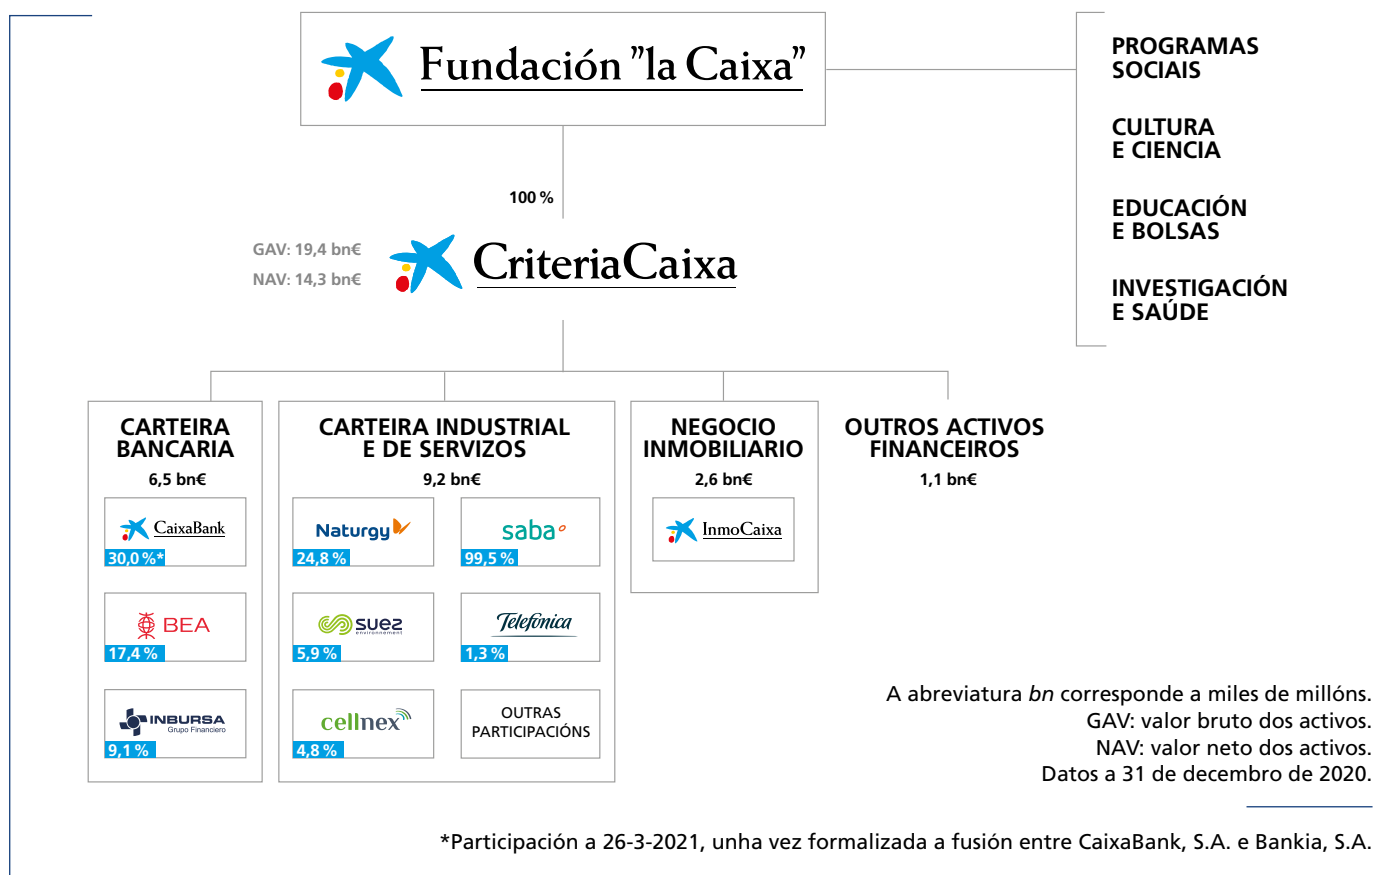 Fundación "la Caixa"
PROGRAMAS
SOCIAIS
CULTURA
E CIENCIA
EDUCACIÓN
E BOLSAS
INVESTIGACIÓN
E SAÚDE
100 %
GAV: 19,4 bn€
NAV: 14,3 bn€
CriteriaCaixa
CARTEIRA
BANCARIA
6,5 bn€
CaixaBank
30,0 %*
BEA
17,4 %
INBURSA
Grupo Financiero
9,1 %
CARTEIRA INDUSTRIAL
E DE SERVIZOS
9,2 bn€
Naturgy
24,8 %
saba
99,5 %
suez
environnement
5,9 %
Telefónica
1,3 %
cellnex
4,8 %
OUTRAS
PARTICIPACIÓNS
NEGOCIO
INMOBILIARIO
2,6 bn€
InmoCaixa
OUTROS ACTIVOS
FINANCEIROS
1,1 bn€
A abreviatura bn corresponde a miles de millóns.
GAV: valor bruto dos activos.
NAV: valor neto dos activos.
Datos a 31 de decembro de 2020.
*Participación a 26-3-2021, unha vez formalizada a fusión entre CaixaBank, S.A. e Bankia, S.A.